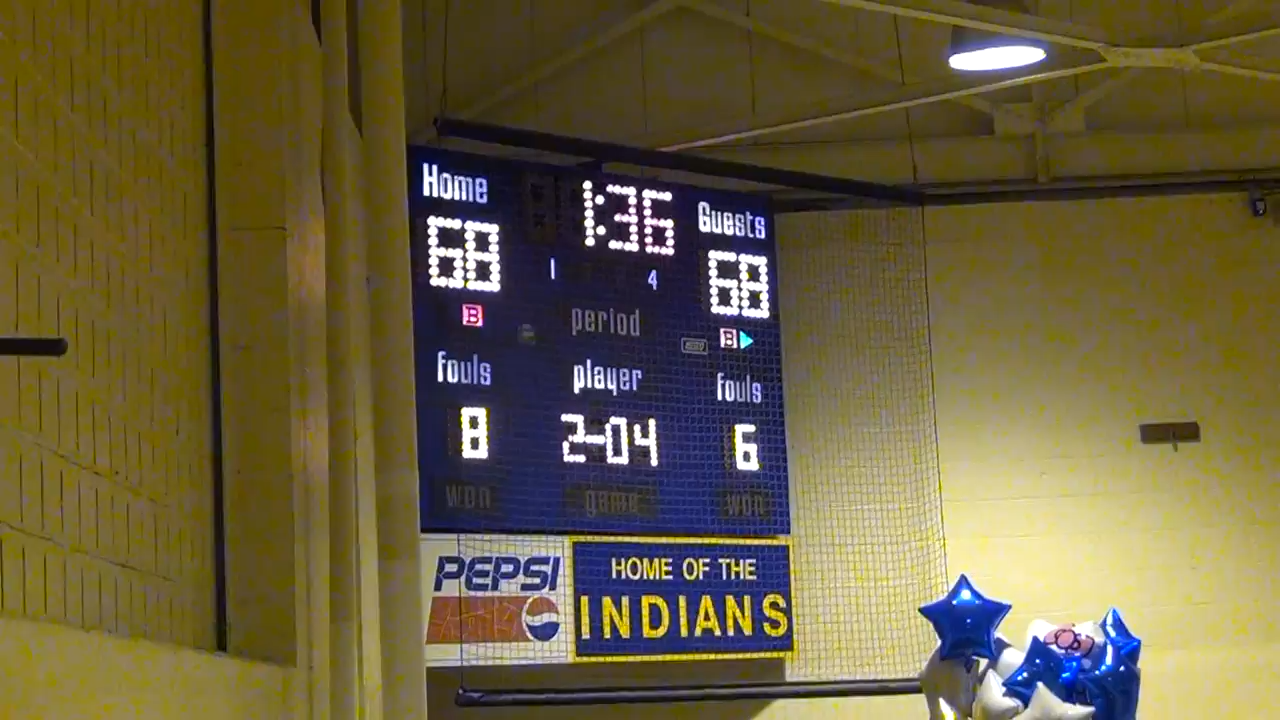 Home 1:36 Guests
68 68
1 4
B period B
fouls player fouls
8 2-04 6
won game won
PEPSI
HOME OF THE
INDIANS